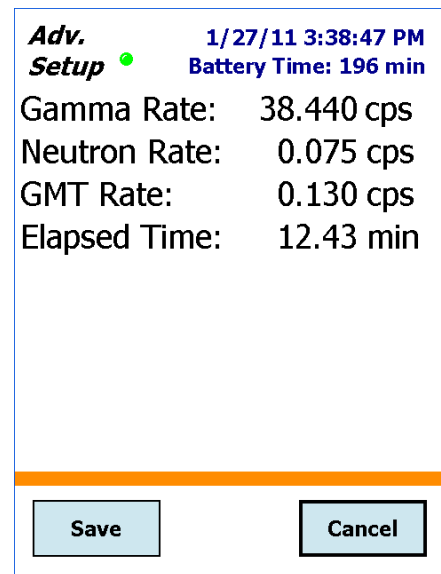 Adv. 1/27/11 3:38:47 PM
Setup Battery Time: 196 min
Gamma Rate: 38.440 cps
Neutron Rate: 0.075 cps
GMT Rate: 0.130 cps
Elapsed Time: 12.43 min
Save Cancel